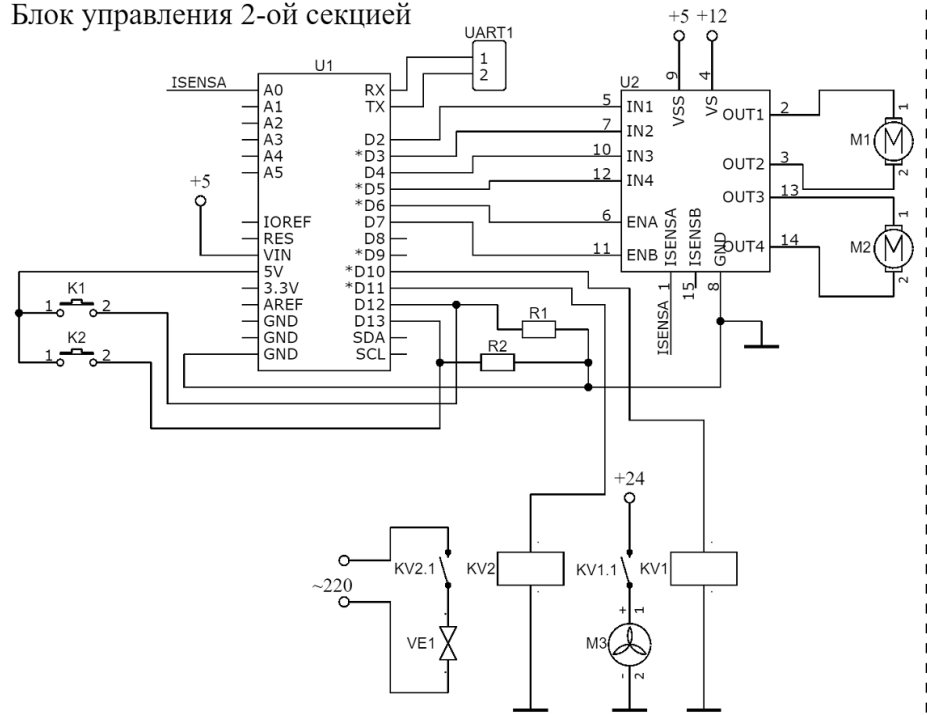 Блок управления 2-ой секцией
UART1
1
2
+5 +12
U1
U2
ISENSA
A0
A1
A2
A3
A4
A5
IOREF
RES
VIN
5V
3.3V
AREF
GND
GND
GND
RX
TX
D2
*D3
D4
*D5
*D6
D7
D8
*D9
*D10
*D11
D12
D13
SDA
SCL
+5
K1
1 2
K2
1 2
R1
R2
5 IN1
7 IN2
10 IN3
12 IN4
6 ENA
11 ENB
9 VSS
4 VS
OUT1 2
OUT2 3
OUT3 13
OUT4 14
ISENSA 1
ISENSB 15
GND 8
ISENSA
M1
1
2
M2
1
2
+24
~220
KV2.1
KV2
KV1.1
KV1
VE1
M3
+ 1
- 2